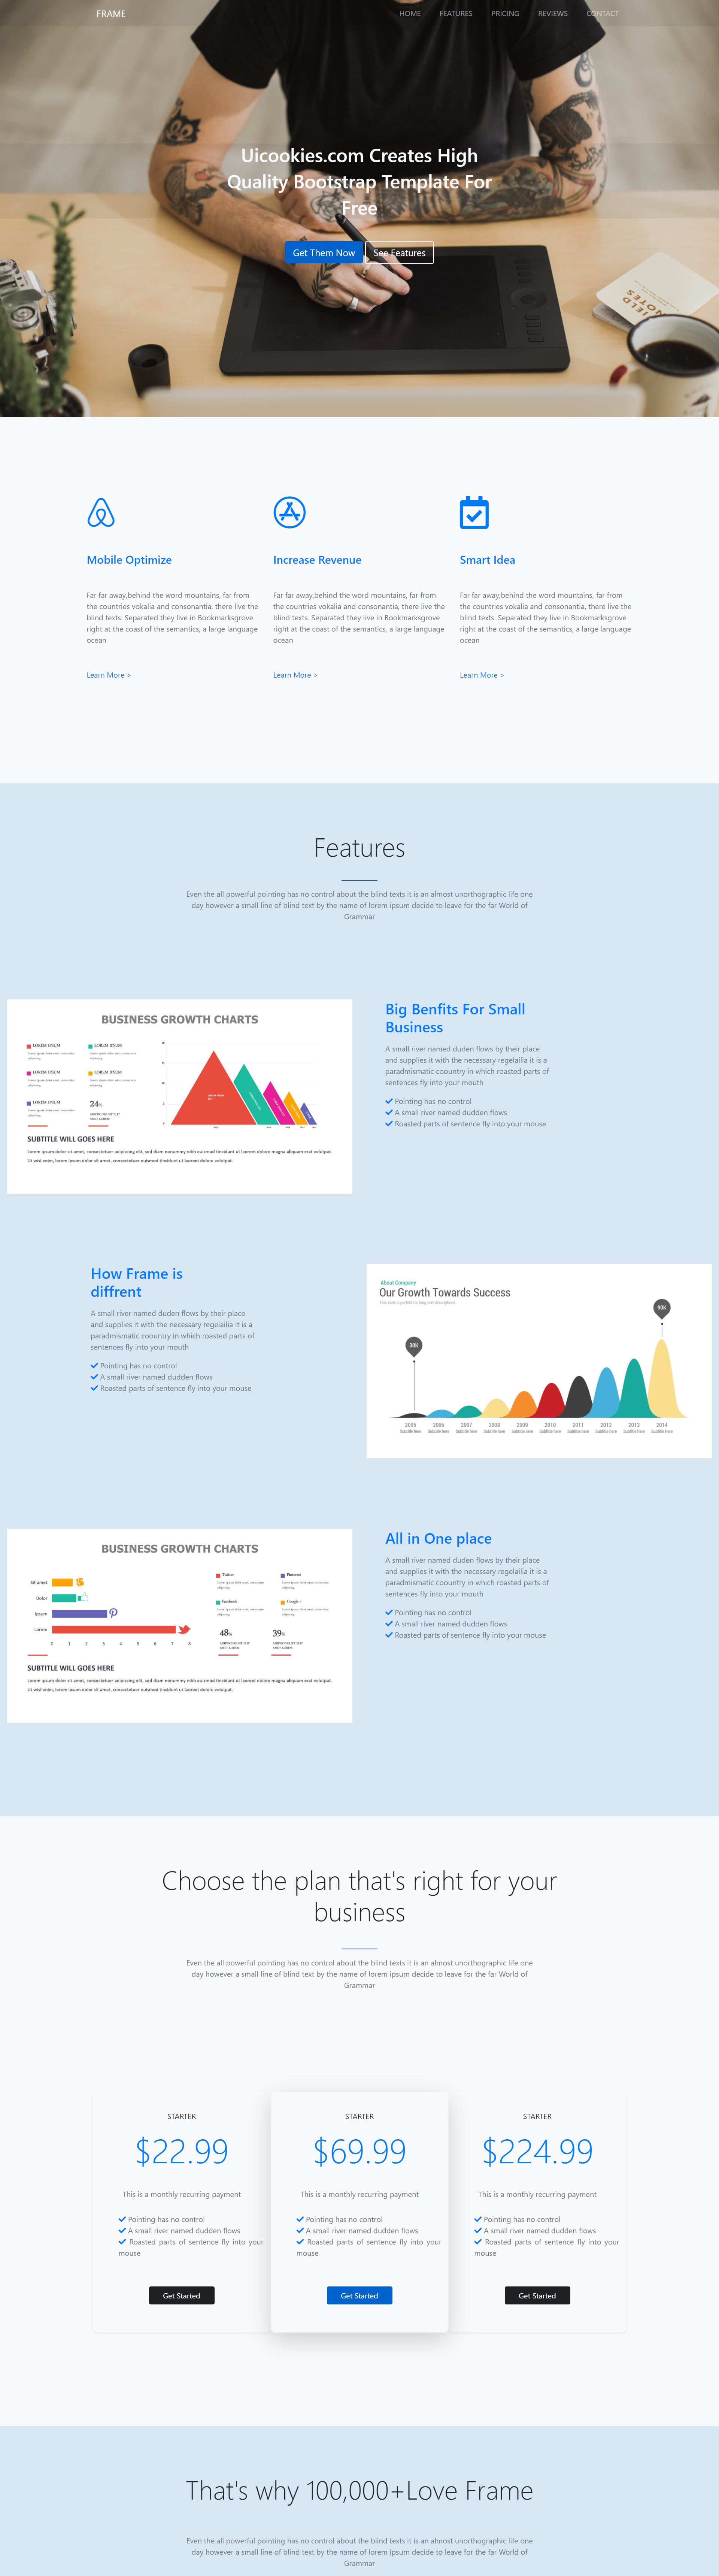 FRAME
HOME FEATURES PRICING REVIEWS CONTACT
Uicookies.com Creates High
Quality Bootstrap Template For
Free
Get Them Now See Features
Mobile Optimize
Far far away,behind the word mountains, far from
the countries vokalia and consonantia, there live the
blind texts. Separated they live in Bookmarksgrove
right at the coast of the semantics, a large language
ocean
Learn More >
Increase Revenue
Far far away,behind the word mountains, far from
the countries vokalia and consonantia, there live the
blind texts. Separated they live in Bookmarksgrove
right at the coast of the semantics, a large language
ocean
Learn More >
Smart Idea
Far far away,behind the word mountains, far from
the countries vokalia and consonantia, there live the
blind texts. Separated they live in Bookmarksgrove
right at the coast of the semantics, a large language
ocean
Learn More >
Features
Even the all powerful pointing has no control about the blind texts it is an almost unorthographic life one
day however a small line of blind text by the name of lorem ipsum decide to leave for the far World of
Grammar
BUSINESS GROWTH CHARTS
LOREM IPSUM LOREM IPSUM
LOREM IPSUM LOREM IPSUM
LOREM IPSUM
24%
SUBTITLE WILL GOES HERE
Lorem ipsum dolor sit amet, consectetuer adipiscing elit, sed diam nonummy nibh euismod tincidunt ut laoreet dolore magna aliquam erat volutpat.
Ut wisi enim, lorem ipsum dolor sit amet, consectetuer euismod tincidunt ut laoreet dolore volutpat.
Big Benfits For Small
Business
A small river named duden flows by their place
and supplies it with the necessary regelailia it is a
paradmismatic coountry in which roasted parts of
sentences fly into your mouth
Pointing has no control
A small river named dudden flows
Roasted parts of sentence fly into your mouse
How Frame is
diffrent
A small river named duden flows by their place
and supplies it with the necessary regelailia it is a
paradmismatic coountry in which roasted parts of
sentences fly into your mouth
Pointing has no control
A small river named dudden flows
Roasted parts of sentence fly into your mouse
About Company
Our Growth Towards Success
This slide is perfect for long text descriptions
30K
90K
2005 2006 2007 2008 2009 2010 2011 2012 2013 2014
Subtitle here Subtitle here Subtitle here Subtitle here Subtitle here Subtitle here Subtitle here Subtitle here Subtitle here Subtitle here
BUSINESS GROWTH CHARTS
Sit amet
Dolor
Ipsum
Lorem
0 1 2 3 4 5 6 7 8
Twitter Pinterest
Facebook Google +
48% 39%
SUBTITLE WILL GOES HERE
Lorem ipsum dolor sit amet, consectetuer adipiscing elit, sed diam nonummy nibh euismod tincidunt ut laoreet dolore magna aliquam erat volutpat.
Ut wisi enim, lorem ipsum dolor sit amet, consectetuer euismod tincidunt ut laoreet dolore volutpat.
All in One place
A small river named duden flows by their place
and supplies it with the necessary regelailia it is a
paradmismatic coountry in which roasted parts of
sentences fly into your mouth
Pointing has no control
A small river named dudden flows
Roasted parts of sentence fly into your mouse
Choose the plan that's right for your
business
Even the all powerful pointing has no control about the blind texts it is an almost unorthographic life one
day however a small line of blind text by the name of lorem ipsum decide to leave for the far World of
Grammar
STARTER
$22.99
This is a monthly recurring payment
Pointing has no control
A small river named dudden flows
Roasted parts of sentence fly into your
mouse
Get Started
STARTER
$69.99
This is a monthly recurring payment
Pointing has no control
A small river named dudden flows
Roasted parts of sentence fly into your
mouse
Get Started
STARTER
$224.99
This is a monthly recurring payment
Pointing has no control
A small river named dudden flows
Roasted parts of sentence fly into your
mouse
Get Started
That's why 100,000+Love Frame
Even the all powerful pointing has no control about the blind texts it is an almost unorthographic life one
day however a small line of blind text by the name of lorem ipsum decide to leave for the far World of
Grammar